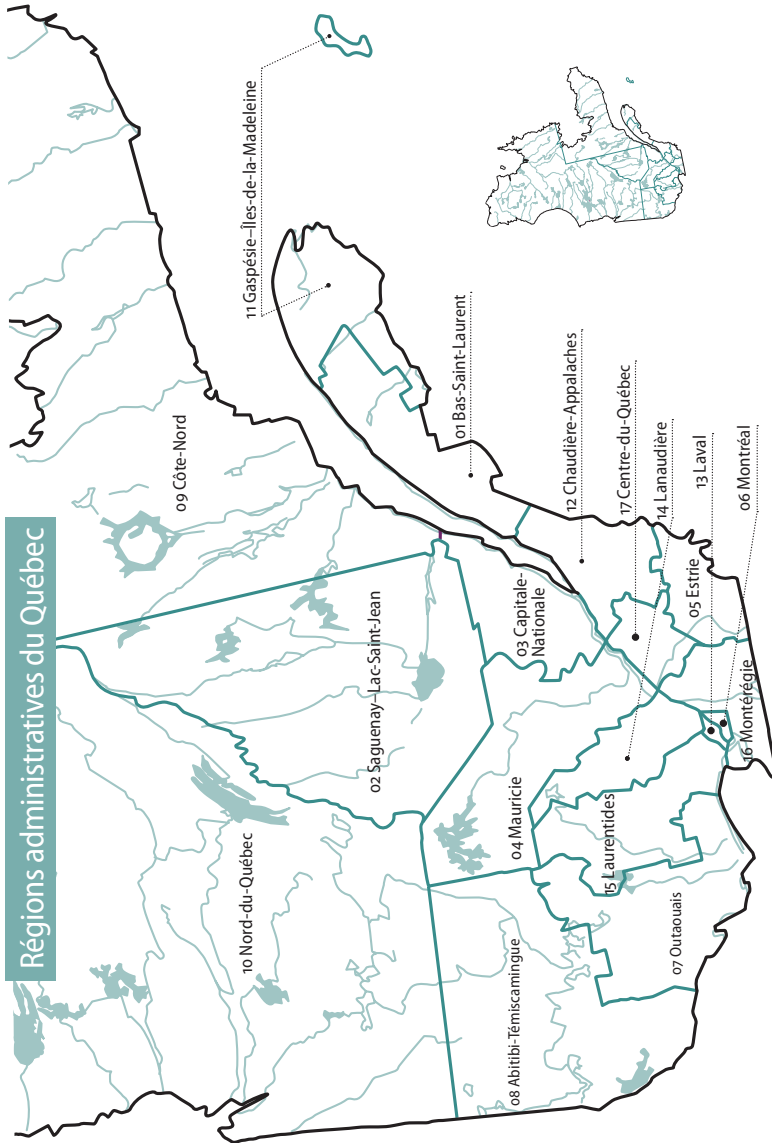 Régions administratives du Québec
11 Gaspésie–Îles-de-la-Madeleine
09 Côte-Nord
10 Nord-du-Québec
02 Saguenay–Lac-Saint-Jean
01 Bas-Saint-Laurent
03 Capitale-
Nationale
04 Mauricie
08 Abitibi-Témiscamingue
12 Chaudière-Appalaches
17 Centre-du-Québec
14 Lanaudière
13 Laval
06 Montréal
05 Estrie
15 Laurentides
07 Outaouais
16 Montérégie